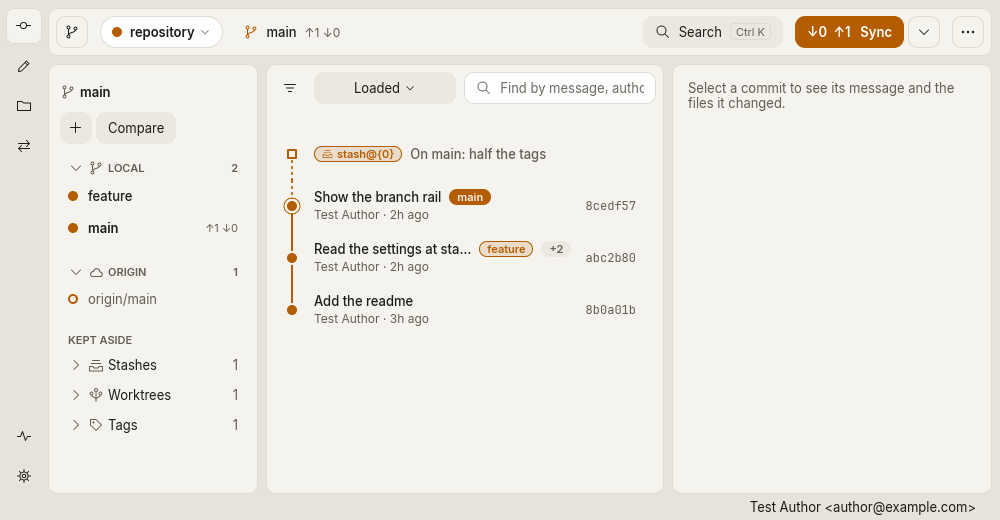 repository
main ↑1 ↓0
Search Ctrl K
↓0 ↑1 Sync
main
Compare
LOCAL 2
feature
main ↑1 ↓0
ORIGIN 1
origin/main
KEPT ASIDE
Stashes 1
Worktrees 1
Tags 1
Loaded
Find by message, autho
stash@{0} On main: half the tags
Show the branch rail main
Test Author · 2h ago 8cedf57
Read the settings at sta... feature +2
Test Author · 2h ago abc2b80
Add the readme
Test Author · 3h ago 8b0a01b
Select a commit to see its message and the
files it changed.
Test Author <author@example.com>